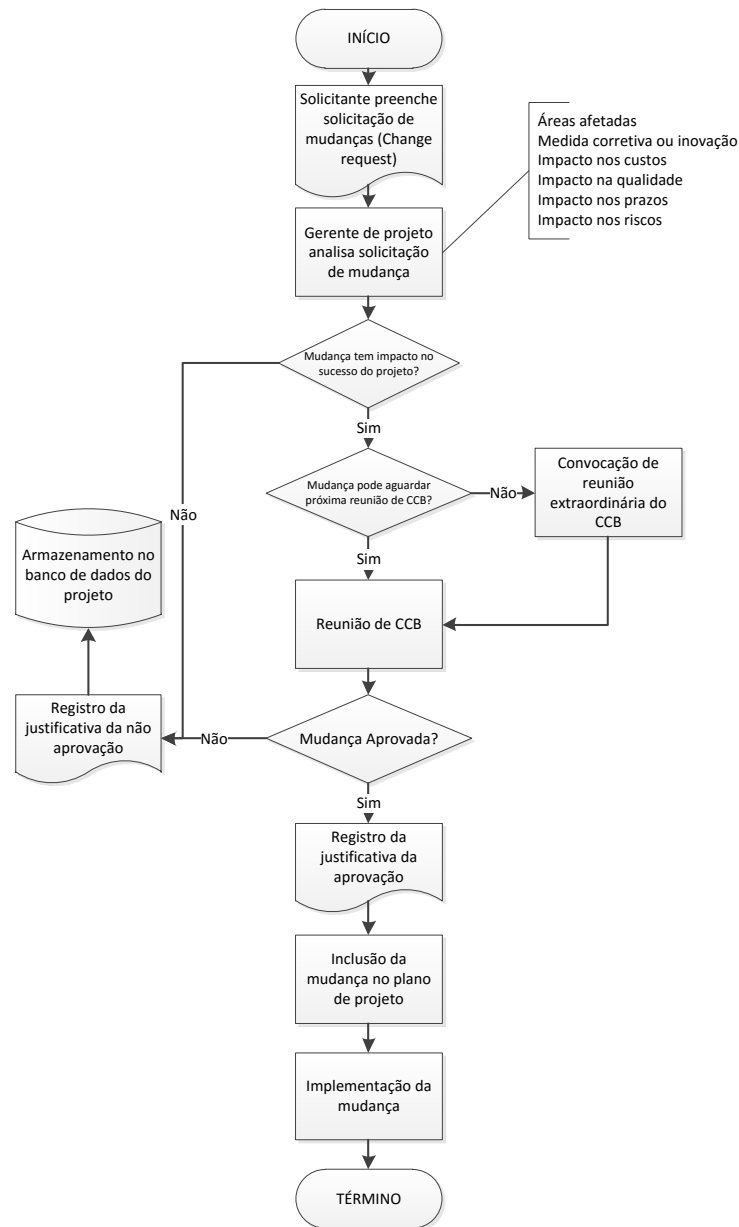 INÍCIO
Solicitante preenche
solicitação de
mudanças (Change
request)
Áreas afetadas
Medida corretiva ou inovação
Impacto nos custos
Impacto na qualidade
Impacto nos prazos
Impacto nos riscos
Gerente de projeto
analisa solicitação
de mudança
Mudança tem impacto no
sucesso do projeto?
Sim
Não
Mudança pode aguardar
próxima reunião de CCB?
Não
Convocação de
reunião
extraordinária do
CCB
Sim
Armazenamento no
banco de dados do
projeto
Reunião de CCB
Registro da
justificativa da não
aprovação
Não
Mudança Aprovada?
Sim
Registro da
justificativa da
aprovação
Inclusão da
mudança no plano
de projeto
Implementação da
mudança
TÉRMINO